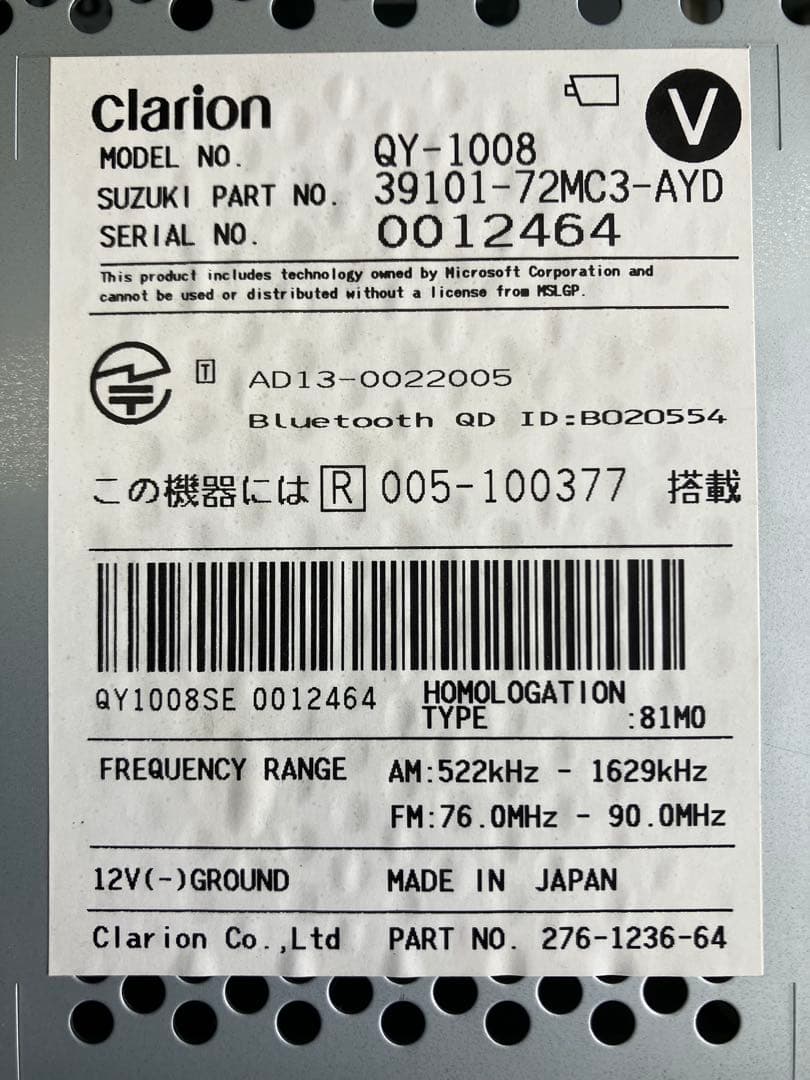 clarion
V
MODEL NO. QY-1008
SUZUKI PART NO. 39101-72MC3-AYD
SERIAL NO. 0012464
This product includes technology owned by Microsoft Corporation and
cannot be used or distributed without a license from MSLGP.
T AD13-0022005
Bluetooth QD ID:B020554
この機器には R 005-100377 搭載
QY1008SE 0012464 HOMOLOGATION
TYPE :81M0
FREQUENCY RANGE AM:522kHz - 1629kHz
FM:76.0MHz - 90.0MHz
12V(-)GROUND MADE IN JAPAN
Clarion Co.,Ltd PART NO. 276-1236-64